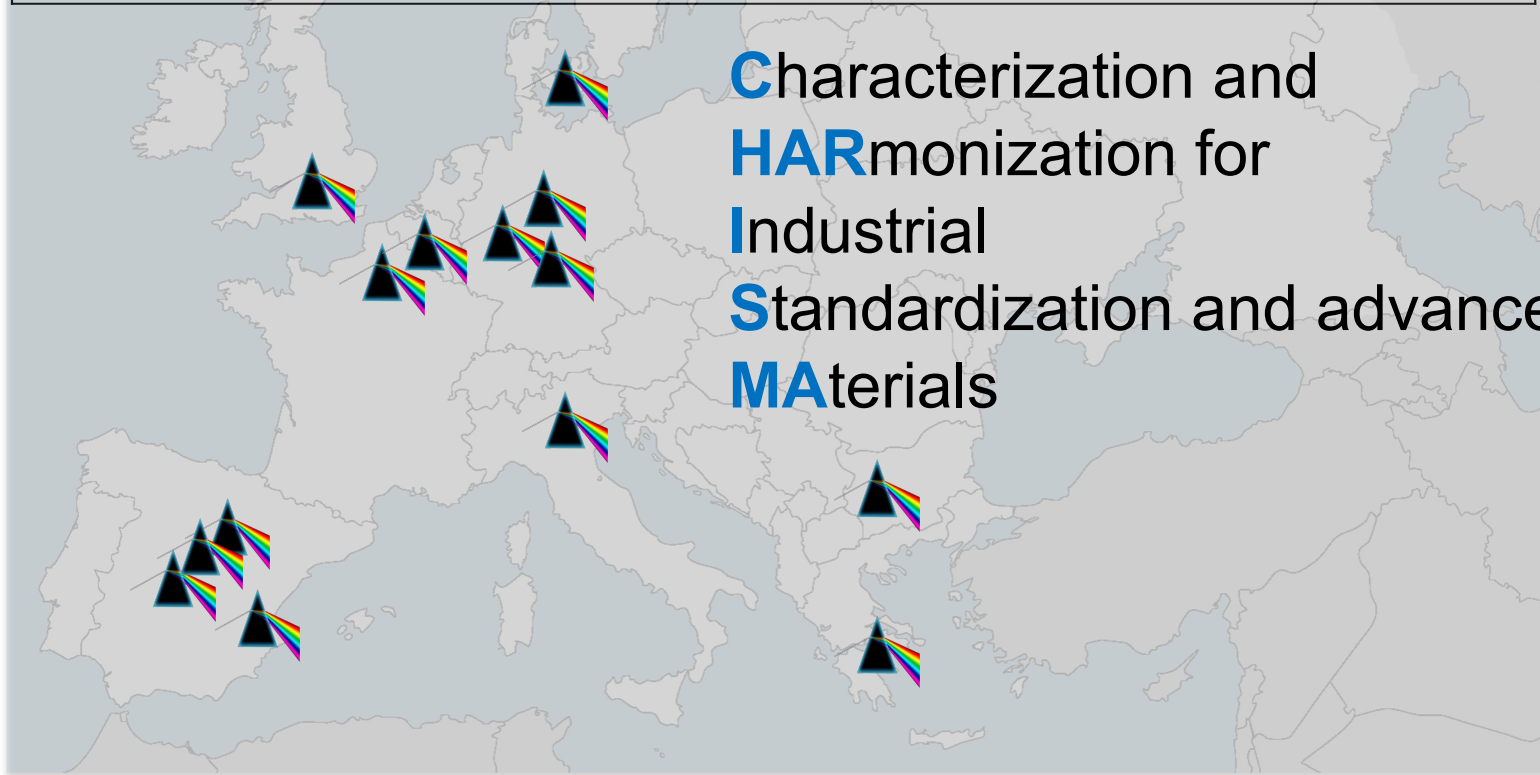 Characterization and
HARmonization for
Industrial
Standardization and advance
MAterials